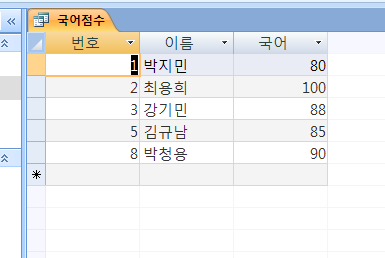 국어점수
번호 이름 국어
1 박지민 80
2 최용희 100
3 강기민 88
5 김규남 85
8 박청용 90